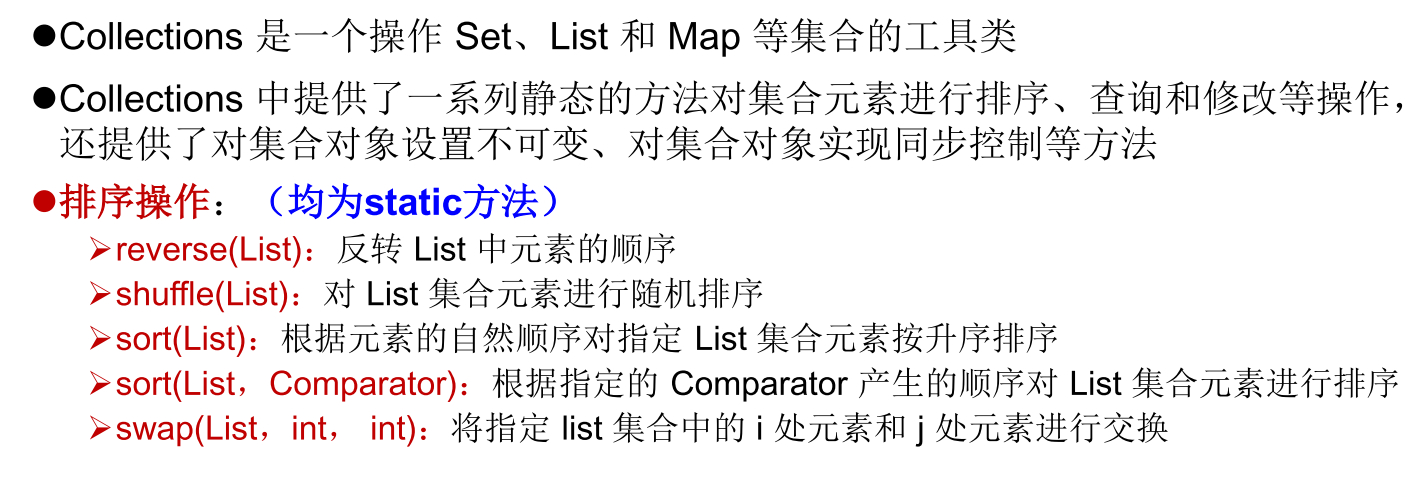 ●Collections 是一个操作 Set、List 和 Map 等集合的工具类
●Collections 中提供了一系列静态的方法对集合元素进行排序、查询和修改等操作，
还提供了对集合对象设置不可变、对集合对象实现同步控制等方法
●排序操作：（均为static方法）
➢reverse(List)：反转 List 中元素的顺序
➢shuffle(List)：对 List 集合元素进行随机排序
➢sort(List)：根据元素的自然顺序对指定 List 集合元素按升序排序
➢sort(List，Comparator)：根据指定的 Comparator 产生的顺序对 List 集合元素进行排序
➢swap(List，int， int)：将指定 list 集合中的 i 处元素和 j 处元素进行交换